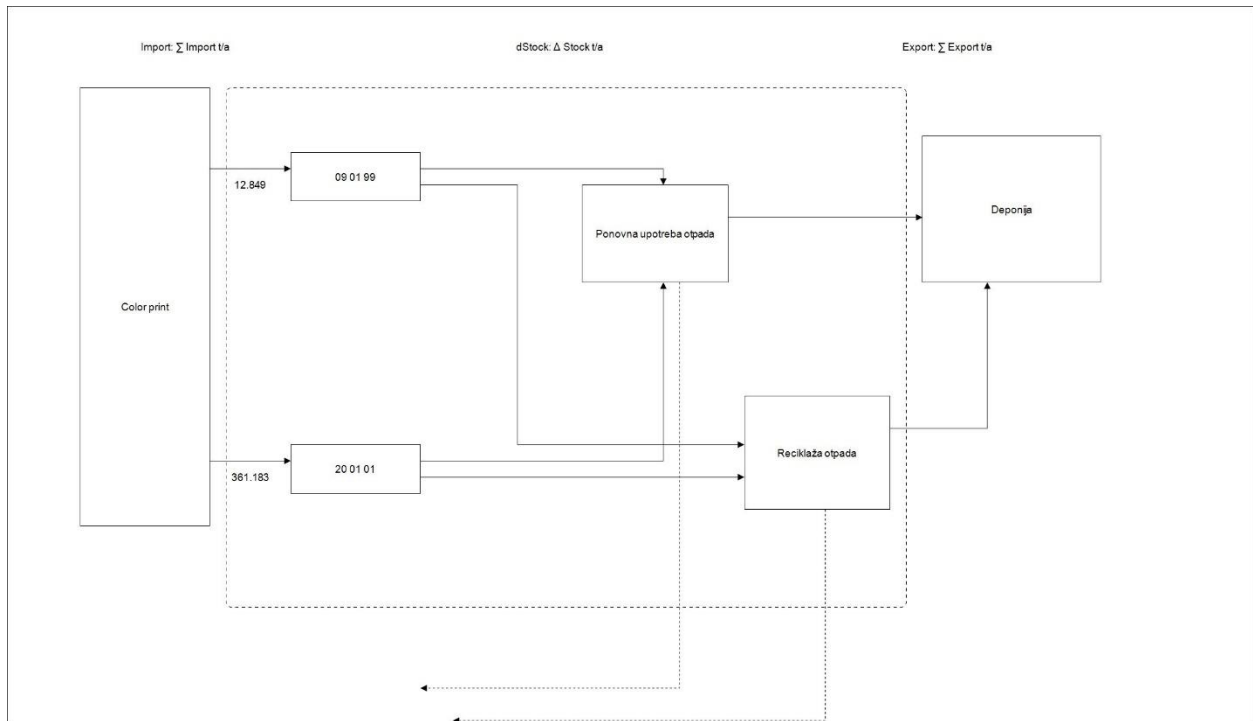 Import: ∑ Import t/a
dStock: Δ Stock t/a
Export: ∑ Export t/a
09 01 99
12.849
Ponovna upotreba otpada
Deponija
Color print
20 01 01
Reciklaža otpada
361.183